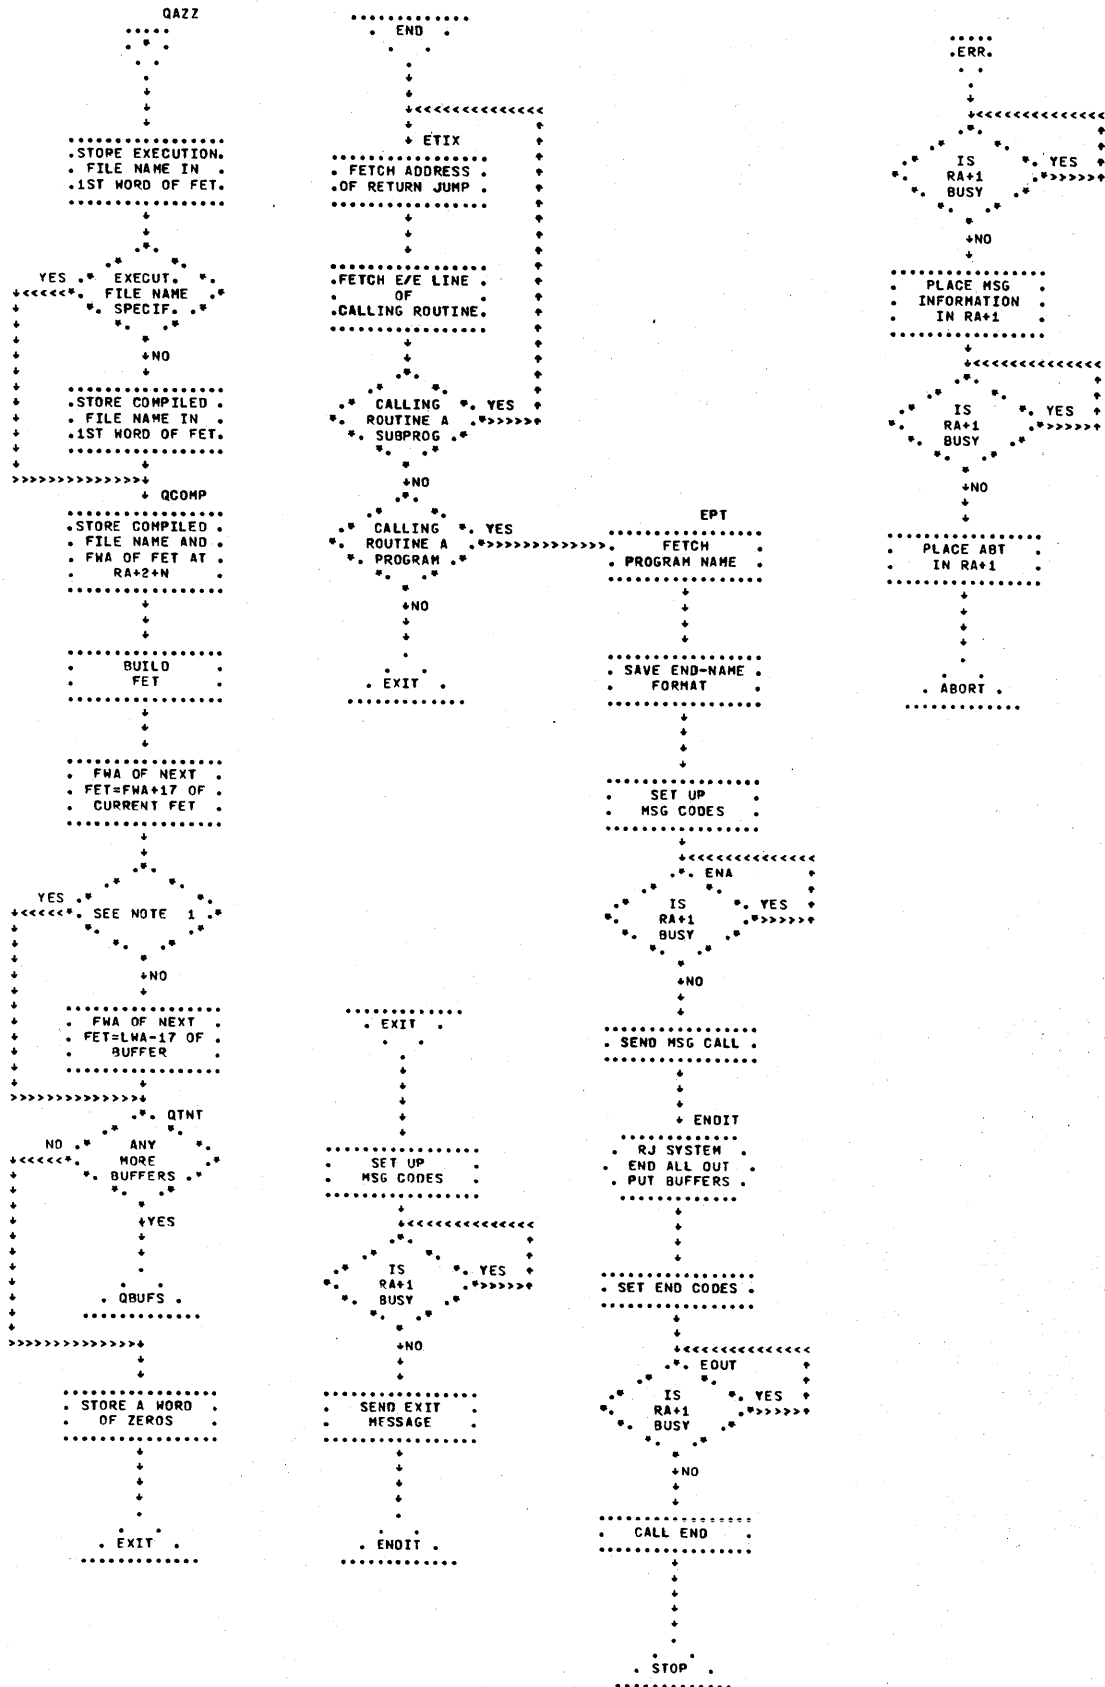 QAZZ
STORE EXECUTION
FILE NAME IN
1ST WORD OF FET.
YES
EXECUT.
FILE NAME
SPECIF.
NO
STORE COMPILED
FILE NAME IN
1ST WORD OF FET.
QCOMP
STORE COMPILED
FILE NAME AND
FWA OF FET AT
RA+2+N
BUILD
FET
FWA OF NEXT
FET=FWA+17 OF
CURRENT FET
YES
SEE NOTE 1
NO
FWA OF NEXT
FET=LWA-17 OF
BUFFER
QTNT
NO
ANY
MORE
BUFFERS
YES
QBUFS
STORE A WORD
OF ZEROS
EXIT
END
ETIX
FETCH ADDRESS
OF RETURN JUMP
FETCH E/E LINE
OF
CALLING ROUTINE.
CALLING
ROUTINE A
SUBPROG
YES
NO
CALLING
ROUTINE A
PROGRAM
YES
NO
EXIT
EXIT
SET UP
MSG CODES
IS
RA+1
BUSY
YES
NO
SEND EXIT
MESSAGE
ENDIT
EPT
FETCH
PROGRAM NAME
SAVE END-NAME
FORMAT
SET UP
MSG CODES
ENA
IS
RA+1
BUSY
YES
NO
SEND MSG CALL
ENDIT
RJ SYSTEM
END ALL OUT
PUT BUFFERS
SET END CODES
EOUT
IS
RA+1
BUSY
YES
NO
CALL END
STOP
ERR
IS
RA+1
BUSY
YES
NO
PLACE MSG
INFORMATION
IN RA+1
IS
RA+1
BUSY
YES
NO
PLACE ABT
IN RA+1
ABORT